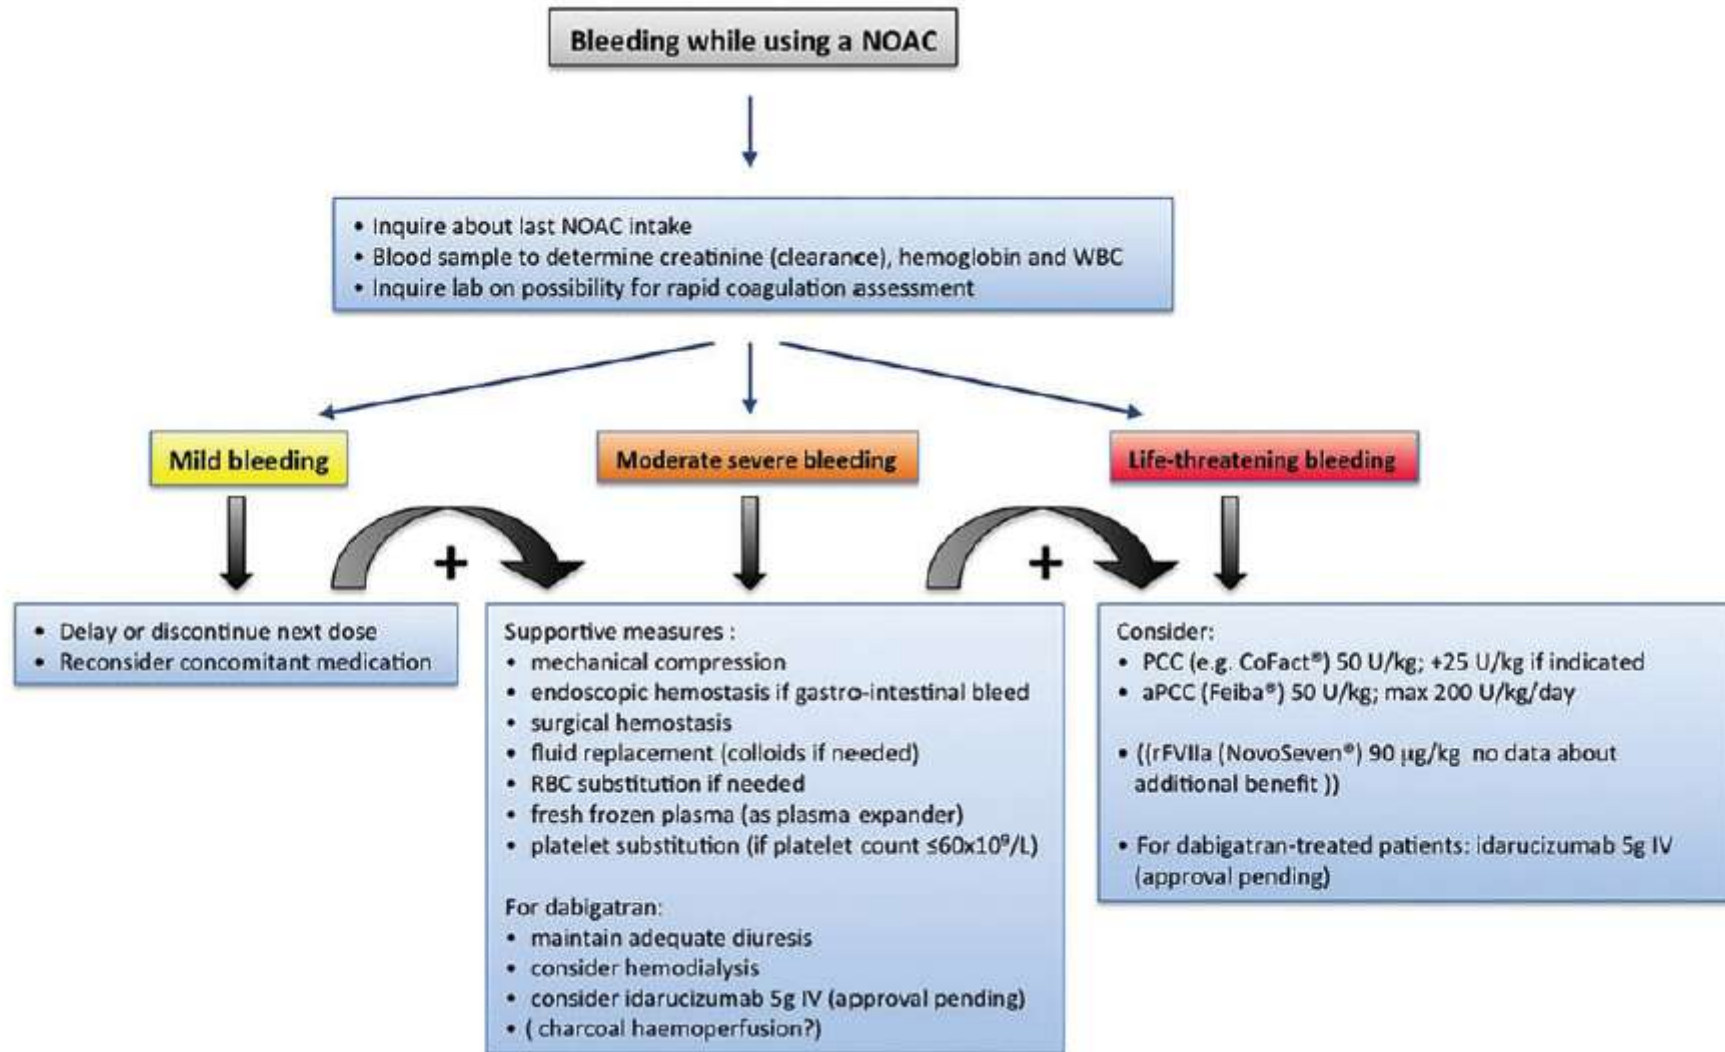 Bleeding while using a NOAC
• Inquire about last NOAC intake
• Blood sample to determine creatinine (clearance), hemoglobin and WBC
• Inquire lab on possibility for rapid coagulation assessment
Mild bleeding
Moderate severe bleeding
Life-threatening bleeding
+
+
• Delay or discontinue next dose
• Reconsider concomitant medication
Supportive measures :
• mechanical compression
• endoscopic hemostasis if gastro-intestinal bleed
• surgical hemostasis
• fluid replacement (colloids if needed)
• RBC substitution if needed
• fresh frozen plasma (as plasma expander)
• platelet substitution (if platelet count ≤60x10⁹/L)
For dabigatran:
• maintain adequate diuresis
• consider hemodialysis
• consider idarucizumab 5g IV (approval pending)
• ( charcoal haemoperfusion?)
Consider:
• PCC (e.g. CoFact®) 50 U/kg; +25 U/kg if indicated
• aPCC (Feiba®) 50 U/kg; max 200 U/kg/day
• ((rFVIIa (NovoSeven®) 90 µg/kg no data about
additional benefit ))
• For dabigatran-treated patients: idarucizumab 5g IV
(approval pending)